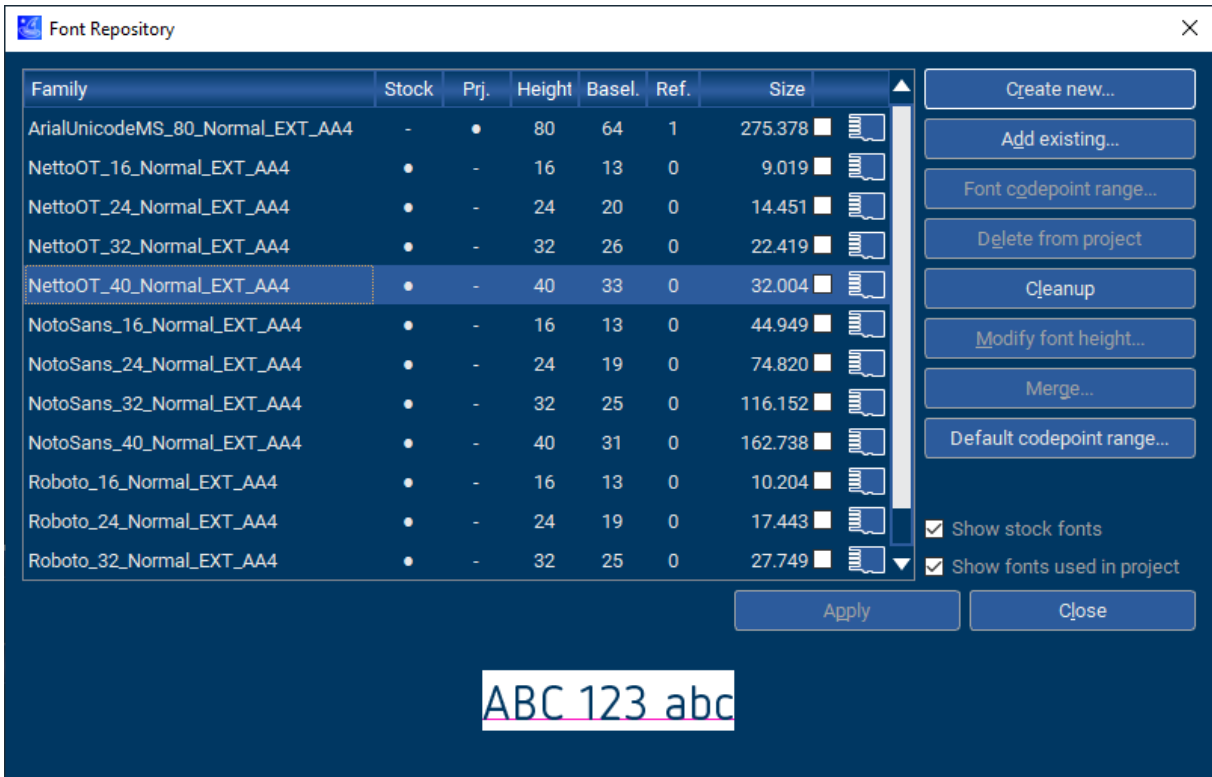 Font Repository
Family Stock Prj. Height Basel. Ref. Size
ArialUnicodeMS_80_Normal_EXT_AA4 - ● 80 64 1 275.378
NettoOT_16_Normal_EXT_AA4 ● - 16 13 0 9.019
NettoOT_24_Normal_EXT_AA4 ● - 24 20 0 14.451
NettoOT_32_Normal_EXT_AA4 ● - 32 26 0 22.419
NettoOT_40_Normal_EXT_AA4 ● - 40 33 0 32.004
NotoSans_16_Normal_EXT_AA4 ● - 16 13 0 44.949
NotoSans_24_Normal_EXT_AA4 ● - 24 19 0 74.820
NotoSans_32_Normal_EXT_AA4 ● - 32 25 0 116.152
NotoSans_40_Normal_EXT_AA4 ● - 40 31 0 162.738
Roboto_16_Normal_EXT_AA4 ● - 16 13 0 10.204
Roboto_24_Normal_EXT_AA4 ● - 24 19 0 17.443
Roboto_32_Normal_EXT_AA4 ● - 32 25 0 27.749
Create new...
Add existing...
Font codepoint range...
Delete from project
Cleanup
Modify font height...
Merge...
Default codepoint range...
Show stock fonts
Show fonts used in project
Apply
Close
ABC 123 abc